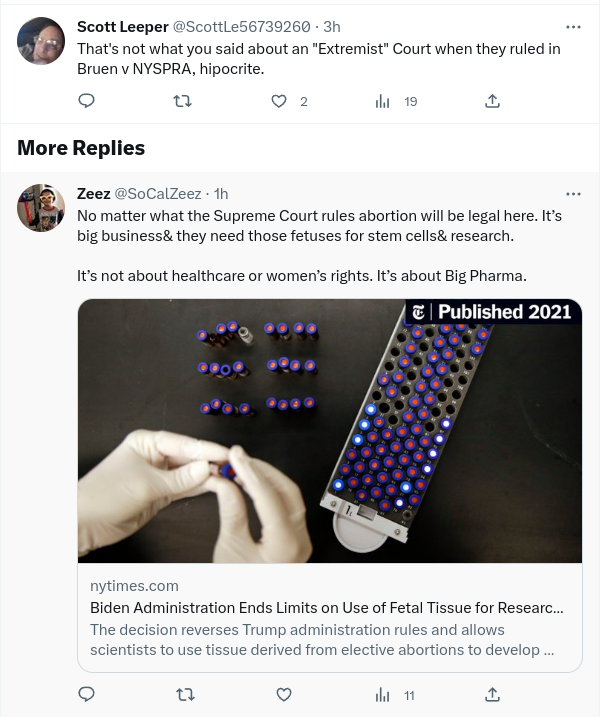 Scott Leeper @ScottLe56739260 · 3h
That's not what you said about an "Extremist" Court when they ruled in
Bruen v NYSPRA, hipocrite.
2 19
More Replies
Zeez @SoCalZeez · 1h
No matter what the Supreme Court rules abortion will be legal here. It’s
big business& they need those fetuses for stem cells& research.
It’s not about healthcare or women’s rights. It’s about Big Pharma.
Published 2021
nytimes.com
Biden Administration Ends Limits on Use of Fetal Tissue for Researc...
The decision reverses Trump administration rules and allows
scientists to use tissue derived from elective abortions to develop ...
11